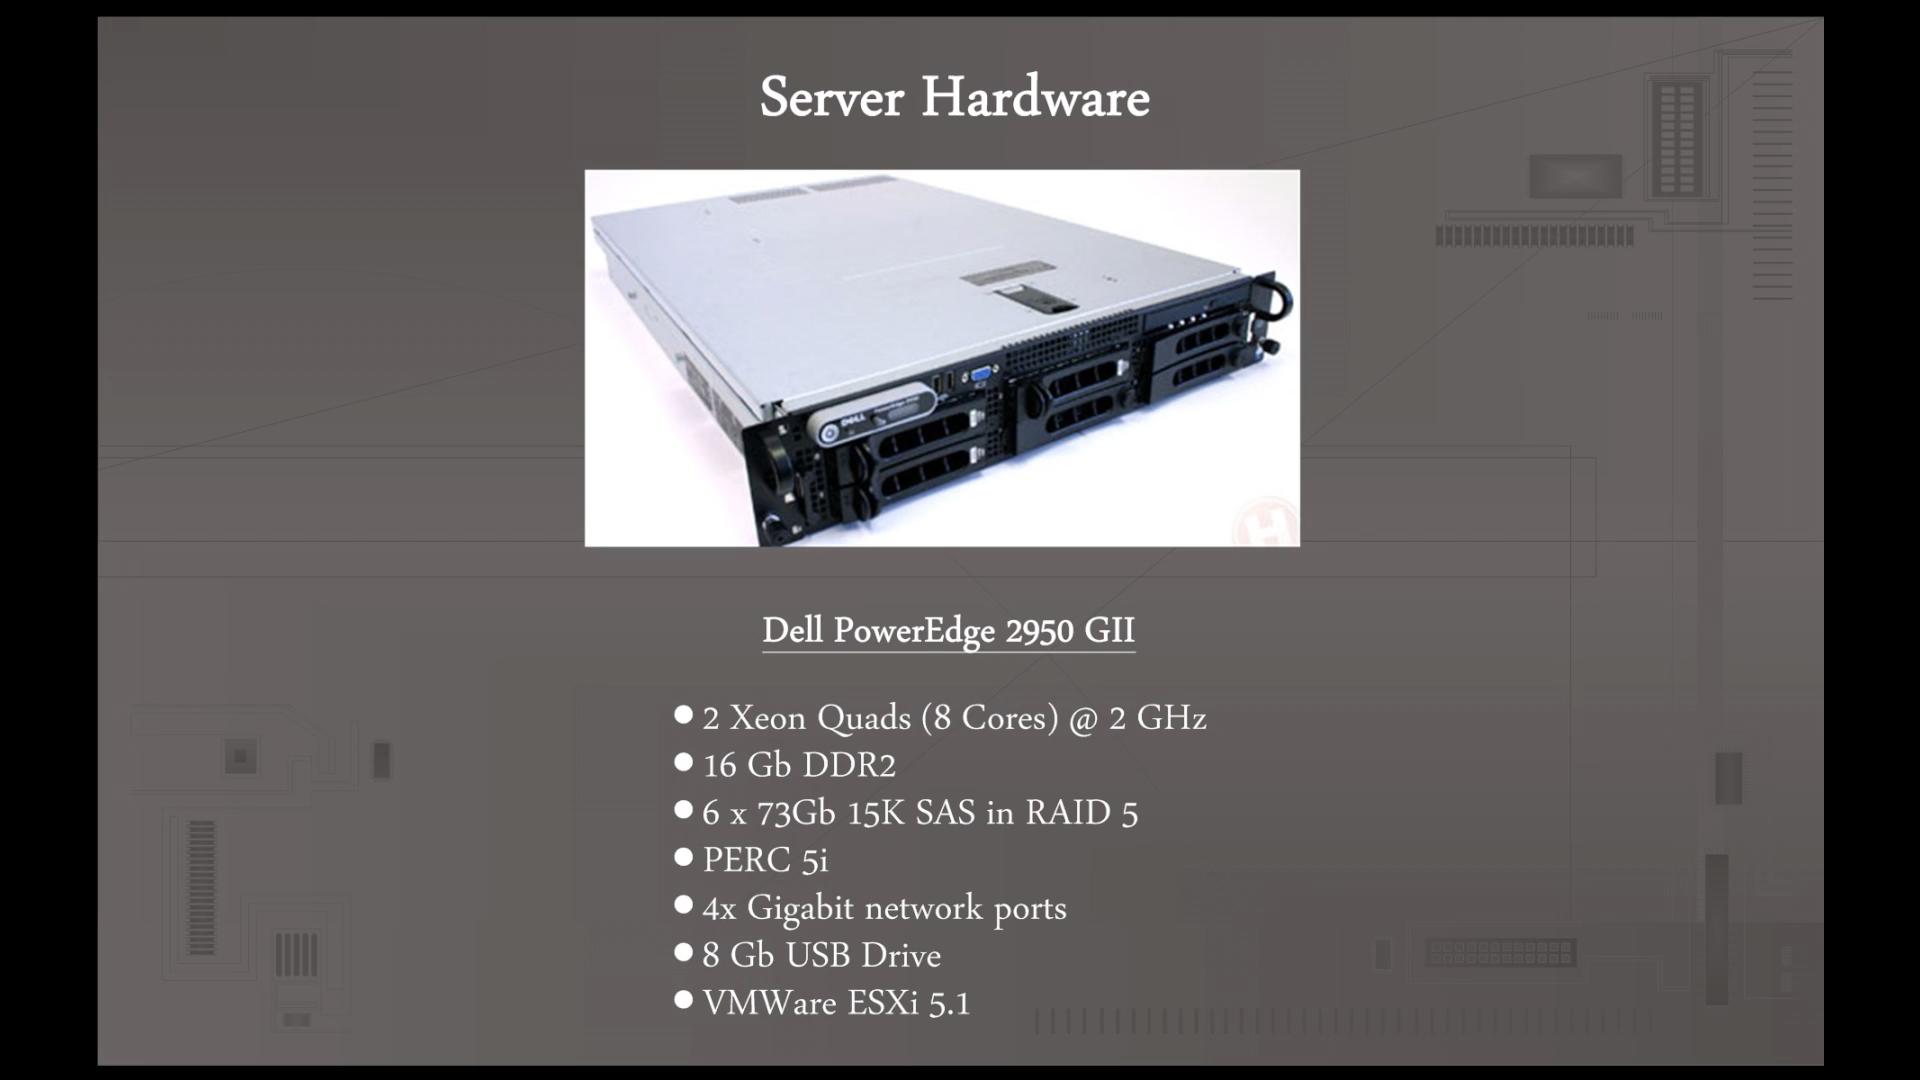 Server Hardware
DELL
H
Dell PowerEdge 2950 GII
2 Xeon Quads (8 Cores) @ 2 GHz
16 Gb DDR2
6 x 73Gb 15K SAS in RAID 5
PERC 5i
4x Gigabit network ports
8 Gb USB Drive
VMWare ESXi 5.1